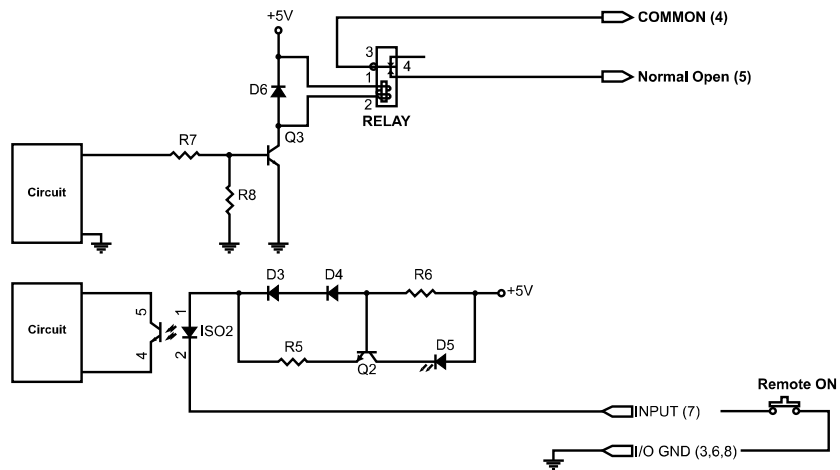 +5V
COMMON (4)
3
4
D6
1
Normal Open (5)
2
RELAY
Q3
R7
Circuit
R8
D3
D4
R6
+5V
5
1
Circuit
ISO2
R5
D5
4
2
Q2
Remote ON
INPUT (7)
I/O GND (3,6,8)